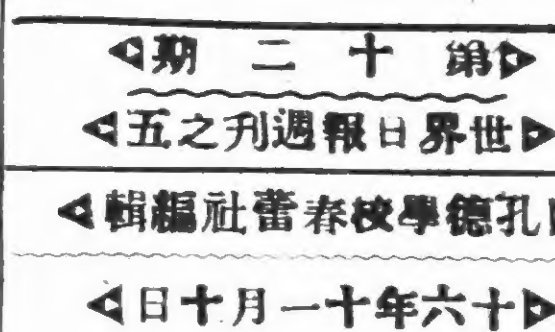 第十二期
世界日報週刊之五
孔德學校春蕾社編輯
十六年十一月十日